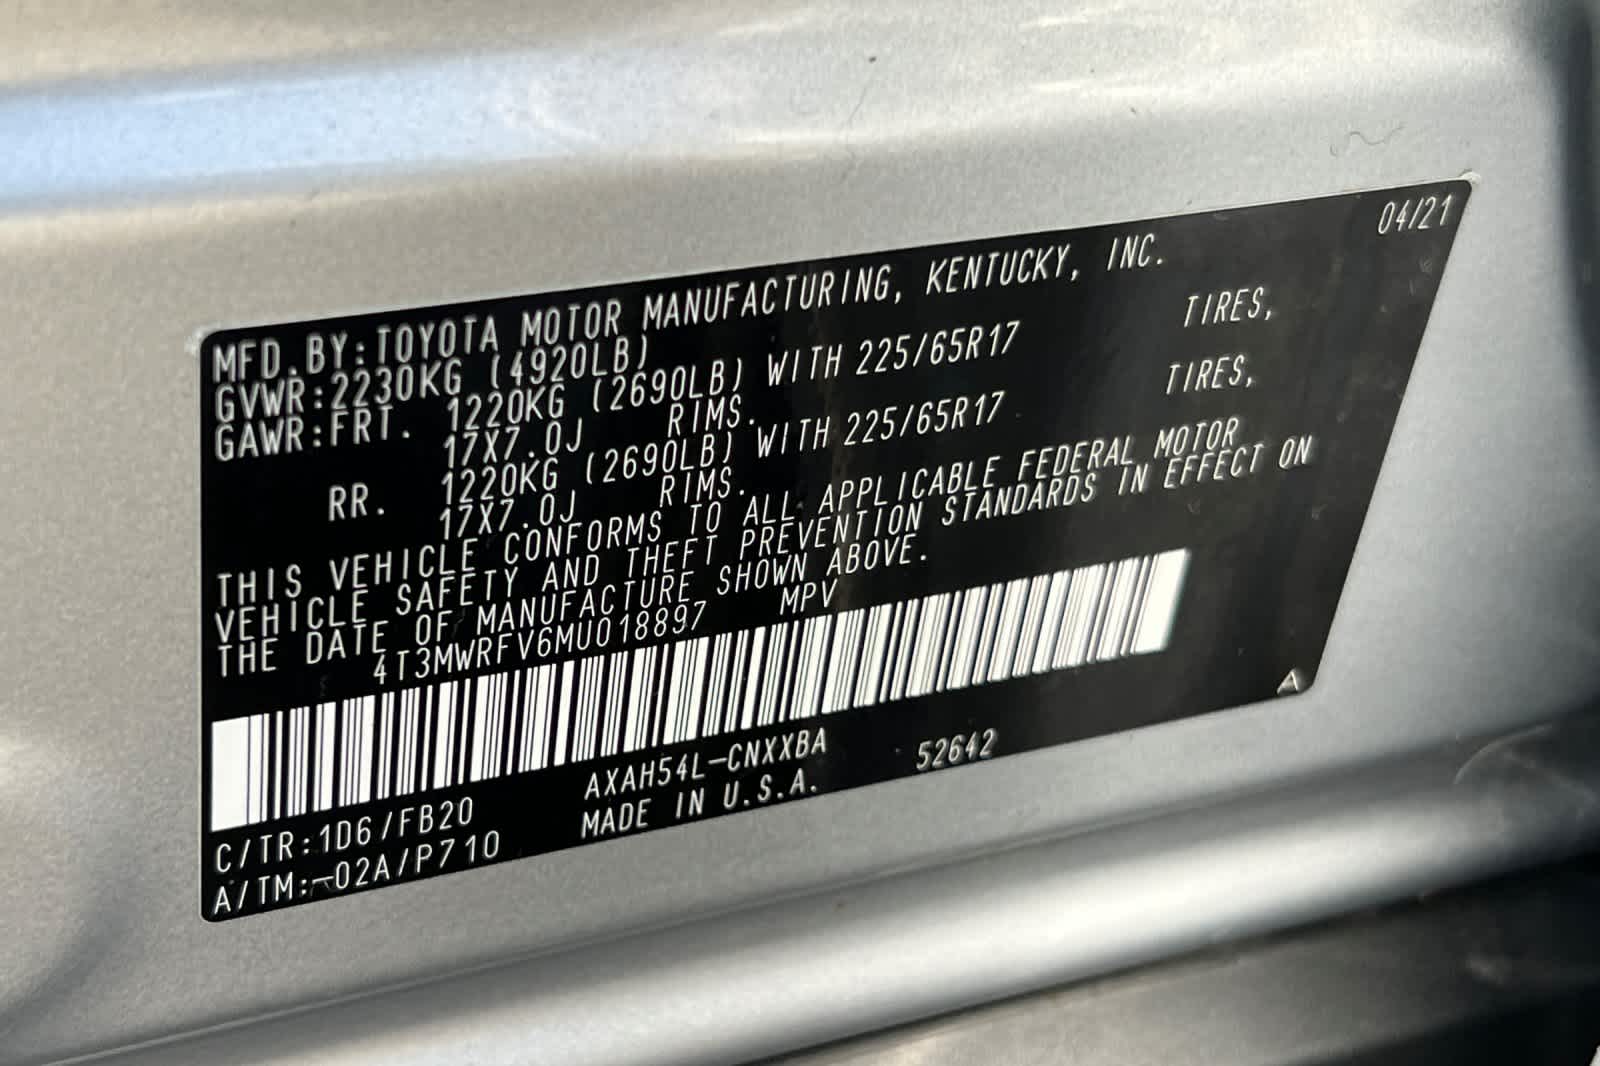 04/21
MFD.BY:TOYOTA MOTOR MANUFACTURING, KENTUCKY, INC.
GVWR:2230KG (4920LB)
GAWR:FRT. 1220KG (2690LB) WITH 225/65R17 TIRES,
17X7.0J RIMS.
RR. 1220KG (2690LB) WITH 225/65R17 TIRES,
17X7.0J RIMS.
THIS VEHICLE CONFORMS TO ALL APPLICABLE FEDERAL MOTOR
VEHICLE SAFETY AND THEFT PREVENTION STANDARDS IN EFFECT ON
THE DATE OF MANUFACTURE SHOWN ABOVE.
4T3MWRFV6MU018897 MPV
A
AXAH54L-CNXXBA 52642
C/TR:1D6/FB20 MADE IN U.S.A.
A/TM:-02A/P710